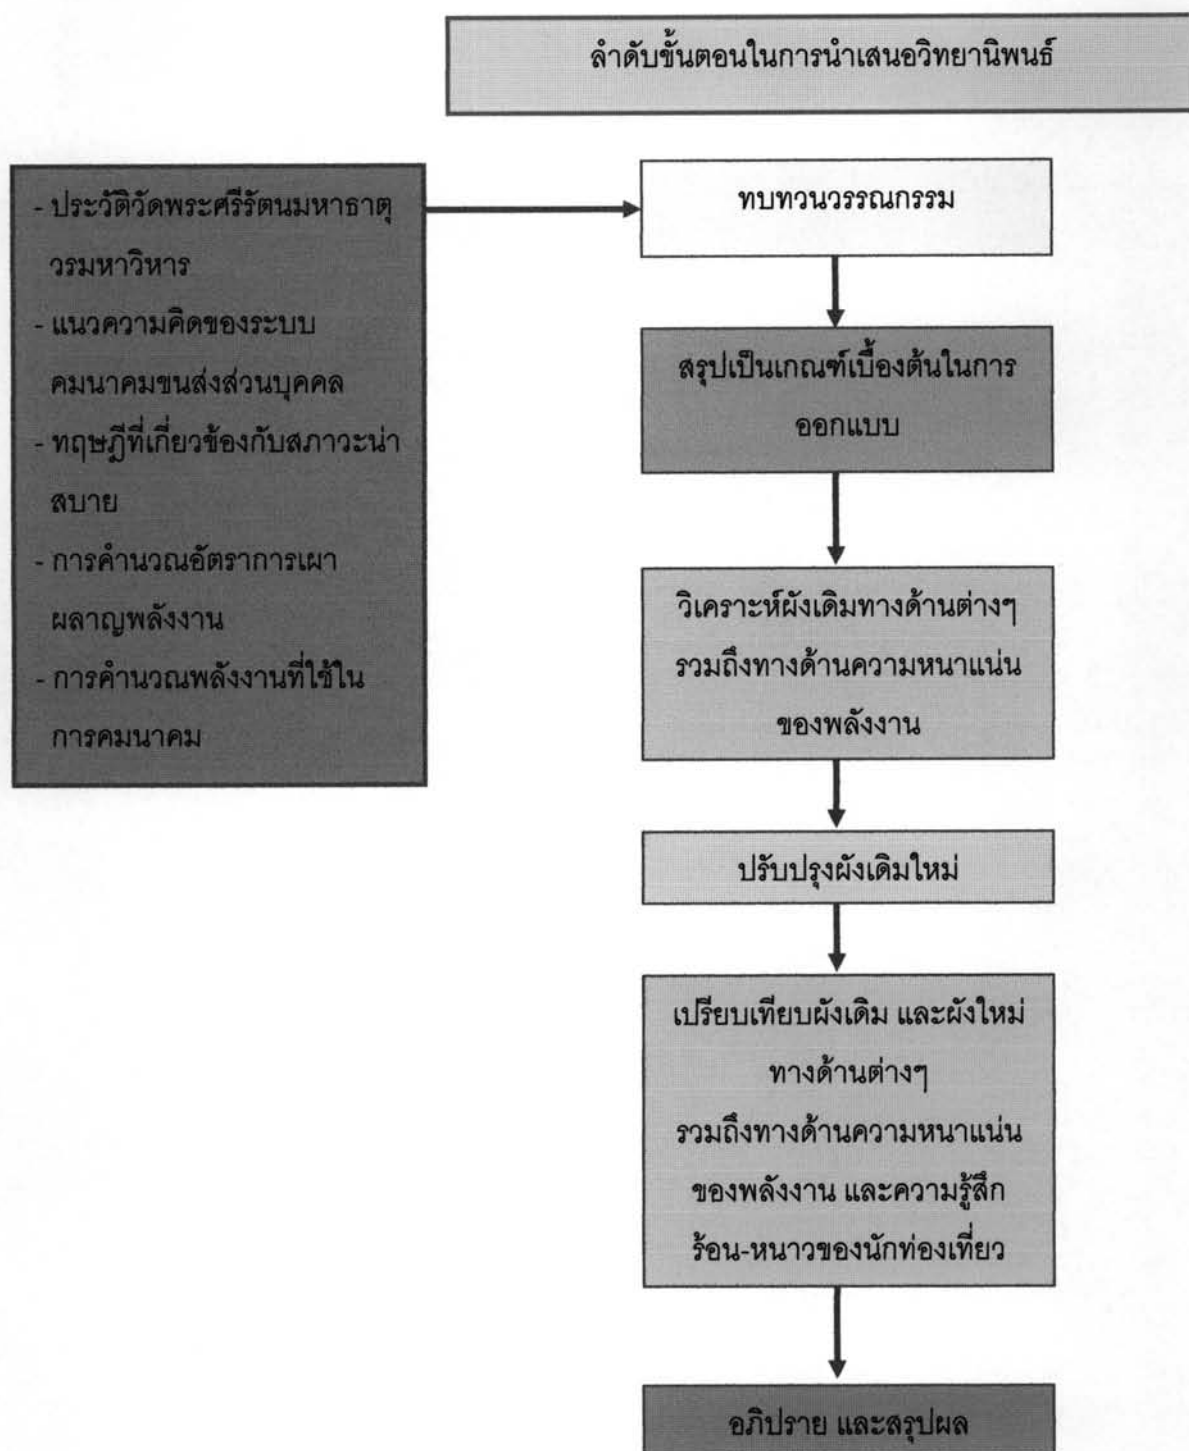 ลำดับขั้นตอนในการนำเสนอวิทยานิพนธ์
- ประวัติวัดพระศรีรัตนมหาธาตุ
วรมหาวิหาร
- แนวความคิดของระบบ
คมนาคมขนส่งส่วนบุคคล
- ทฤษฎีที่เกี่ยวข้องกับสภาวะน่า
สบาย
- การคำนวณอัตราการเผา
ผลาญพลังงาน
- การคำนวณพลังงานที่ใช้ใน
การคมนาคม
ทบทวนวรรณกรรม
สรุปเป็นเกณฑ์เบื้องต้นในการ
ออกแบบ
วิเคราะห์ผังเดิมทางด้านต่างๆ
รวมถึงทางด้านความหนาแน่น
ของพลังงาน
ปรับปรุงผังเดิมใหม่
เปรียบเทียบผังเดิม และผังใหม่
ทางด้านต่างๆ
รวมถึงทางด้านความหนาแน่น
ของพลังงาน และความรู้สึก
ร้อน-หนาวของนักท่องเที่ยว
อภิปราย และสรุปผล